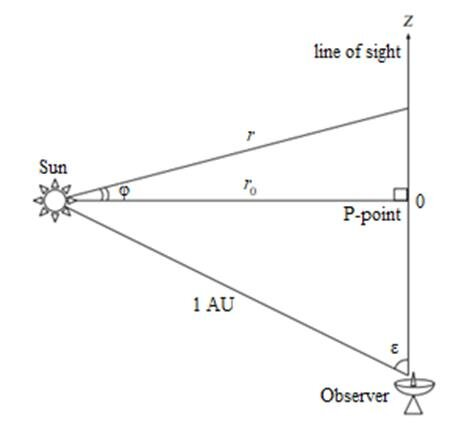 Z
line of sight
r
Sun
φ
r₀
P-point
0
1 AU
ε
Observer